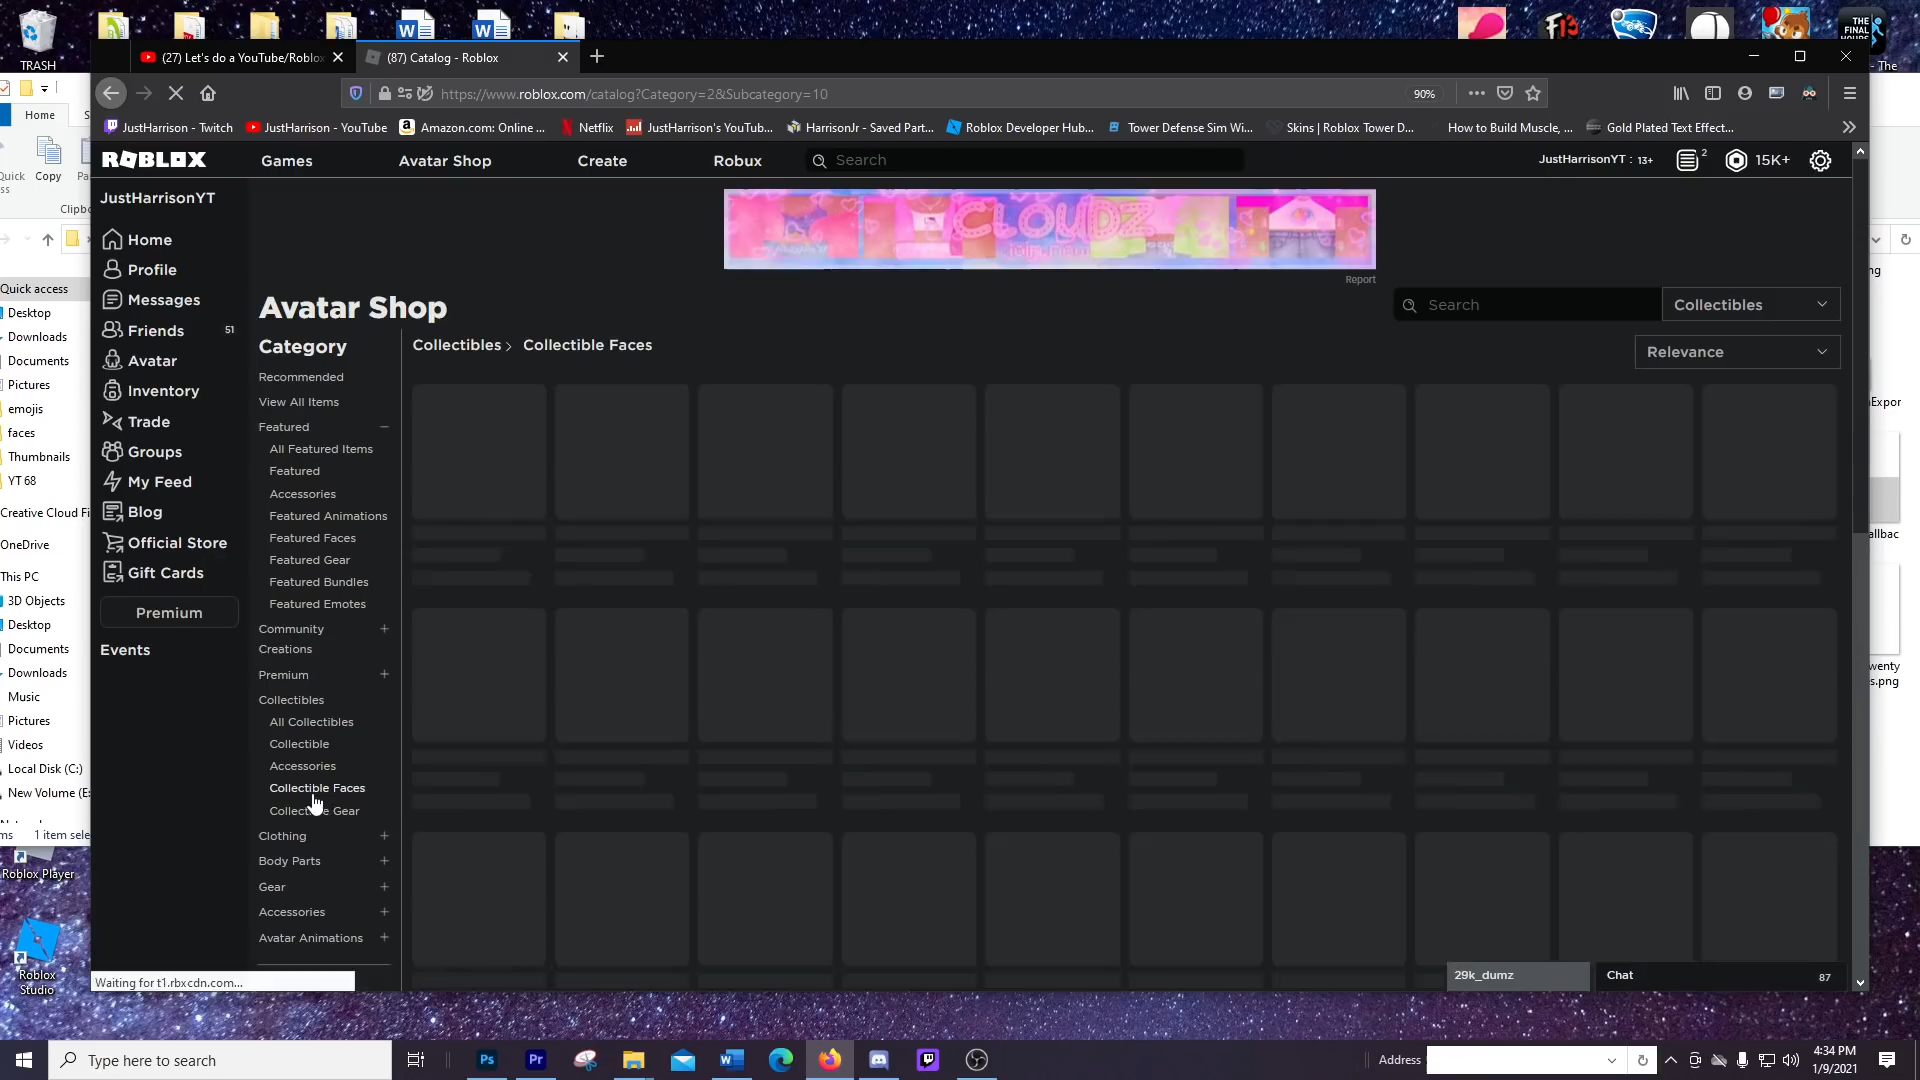 TRASH
THE
FINAL
HOURS
- The
(27) Let's do a YouTube/Roblox
(87) Catalog - Roblox
https://www.roblox.com/catalog?Category=2&Subcategory=10
90%
JustHarrison - Twitch
JustHarrison - YouTube
Amazon.com: Online ...
Netflix
JustHarrison's YouTub...
HarrisonJr - Saved Part...
Roblox Developer Hub...
Tower Defense Sim Wi...
Skins | Roblox Tower D...
How to Build Muscle, ...
Gold Plated Text Effect...
Home
Copy
Quick access
Desktop
Downloads
Documents
Pictures
emojis
faces
Thumbnails
YT 68
Creative Cloud Fi
OneDrive
This PC
3D Objects
Desktop
Documents
Downloads
Music
Pictures
Videos
Local Disk (C:)
New Volume (E:
1 item sele
Roblox Player
Roblox
Studio
ROBLOX
Games
Avatar Shop
Create
Robux
Search
JustHarrisonYT : 13+
2
15K+
JustHarrisonYT
Home
Profile
Messages
Friends
51
Avatar
Inventory
Trade
Groups
My Feed
Blog
Official Store
Gift Cards
Premium
Events
CLOUDZ
Report
Avatar Shop
Search
Collectibles
Category
Collectibles > Collectible Faces
Relevance
Recommended
View All Items
Featured
All Featured Items
Featured
Accessories
Featured Animations
Featured Faces
Featured Gear
Featured Bundles
Featured Emotes
Community
Creations
Premium
Collectibles
All Collectibles
Collectible
Accessories
Collectible Faces
Collectible Gear
Clothing
Body Parts
Gear
Accessories
Avatar Animations
Waiting for t1.rbxcdn.com...
29k_dumz
Chat
87
Type here to search
Address
4:34 PM
1/9/2021